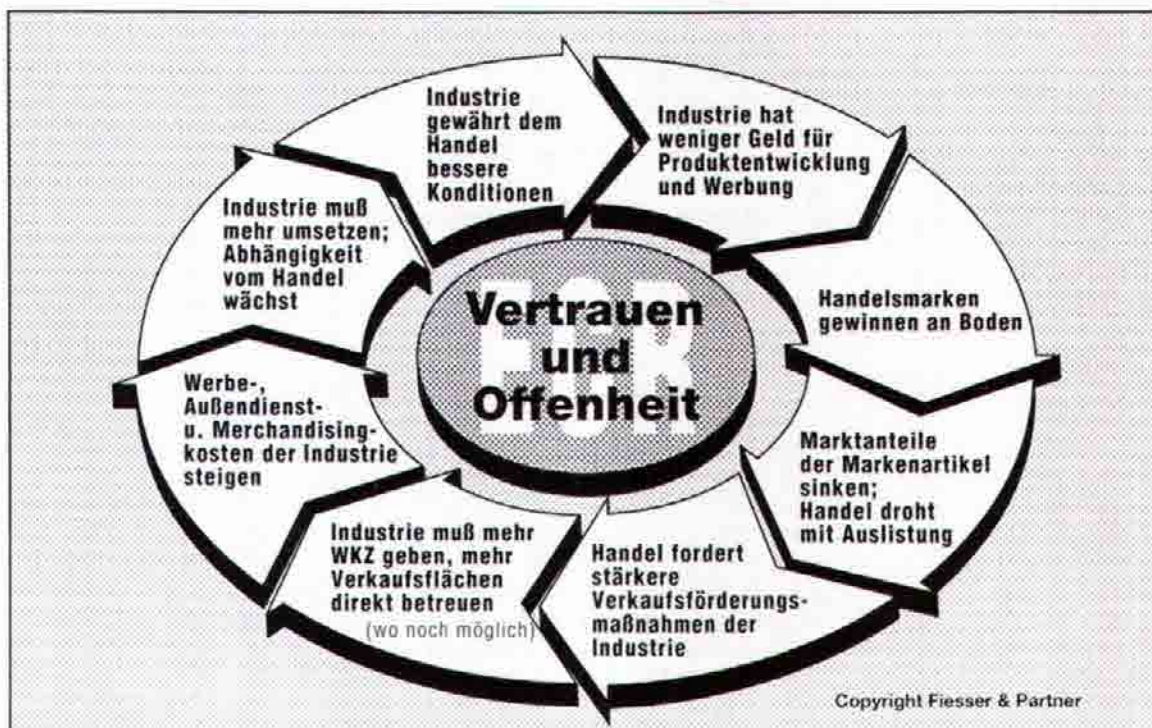 Industrie
gewährt dem
Handel
bessere
Konditionen
Industrie hat
weniger Geld für
Produktentwicklung
und Werbung
Handelsmarken
gewinnen an Boden
Marktanteile
der Markenartikel
sinken;
Handel droht
mit Auslistung
Handel fordert
stärkere
Verkaufsförderungs-
maßnahmen der
Industrie
Industrie muß mehr
WKZ geben, mehr
Verkaufsflächen
direkt betreuen
(wo noch möglich)
Werbe-,
Außendienst-
u. Merchandising-
kosten der Industrie
steigen
Industrie muß
mehr umsetzen;
Abhängigkeit
vom Handel
wächst
ECR
Vertrauen
und
Offenheit
Copyright Fiesser & Partner